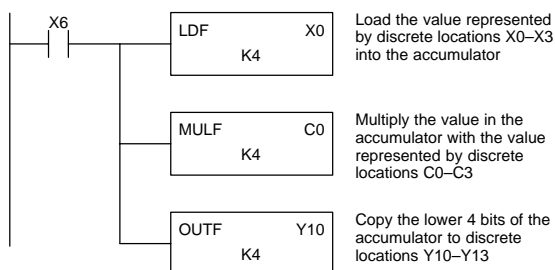 X6
LDF X0
K4
Load the value represented
by discrete locations X0–X3
into the accumulator
MULF C0
K4
Multiply the value in the
accumulator with the value
represented by discrete
locations C0–C3
OUTF Y10
K4
Copy the lower 4 bits of the
accumulator to discrete
locations Y10–Y13